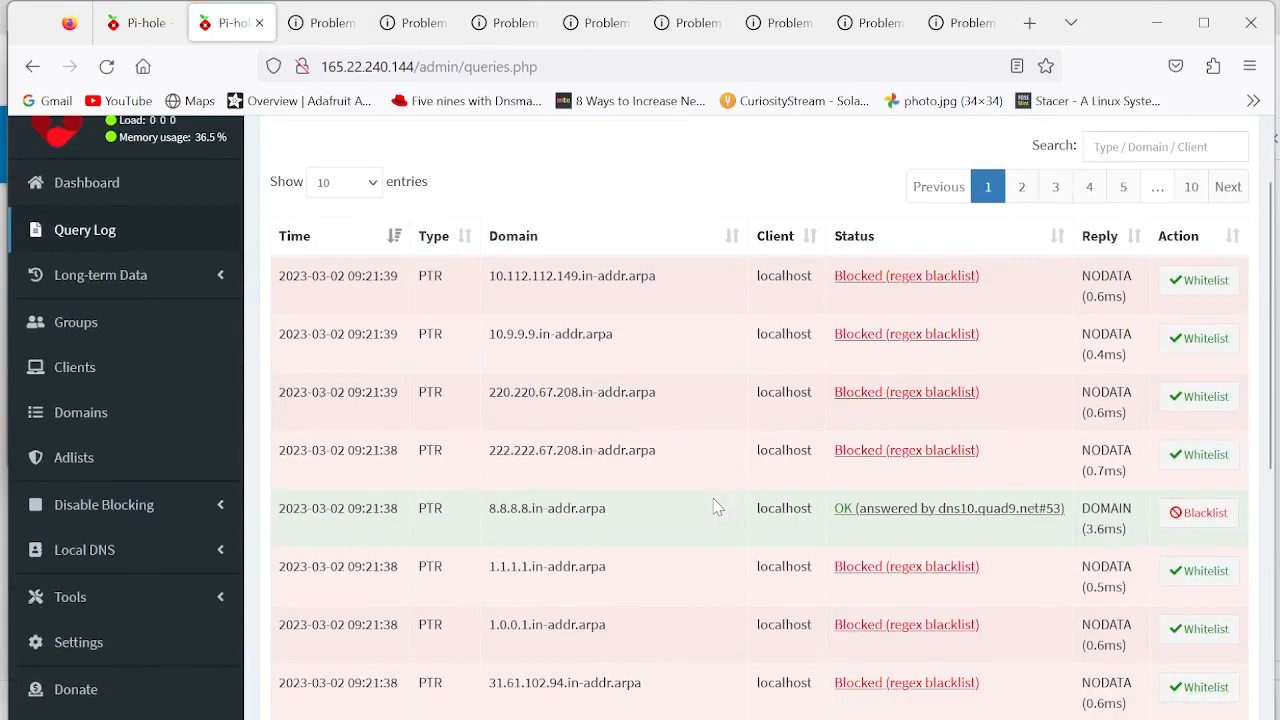 Pi-hole -
Pi-hol
Problem
Problem
Problem
Problem
Problem
Problem
Problem
Problem
165.22.240.144/admin/queries.php
Gmail
YouTube
Maps
Overview | Adafruit A...
Five nines with Dnsma...
8 Ways to Increase Ne...
CuriosityStream - Sola...
photo.jpg (34×34)
Stacer - A Linux Syste...
Load: 0 0 0
Memory usage: 36.5 %
Dashboard
Query Log
Long-term Data
Groups
Clients
Domains
Adlists
Disable Blocking
Local DNS
Tools
Settings
Donate
Search: Type / Domain / Client
Show 10 entries
Previous 1 2 3 4 5 … 10 Next
Time Type Domain Client Status Reply Action
2023-03-02 09:21:39 PTR 10.112.112.149.in-addr.arpa localhost Blocked (regex blacklist) NODATA Whitelist
(0.6ms)
2023-03-02 09:21:39 PTR 10.9.9.9.in-addr.arpa localhost Blocked (regex blacklist) NODATA Whitelist
(0.4ms)
2023-03-02 09:21:39 PTR 220.220.67.208.in-addr.arpa localhost Blocked (regex blacklist) NODATA Whitelist
(0.6ms)
2023-03-02 09:21:38 PTR 222.222.67.208.in-addr.arpa localhost Blocked (regex blacklist) NODATA Whitelist
(0.7ms)
2023-03-02 09:21:38 PTR 8.8.8.8.in-addr.arpa localhost OK (answered by dns10.quad9.net#53) DOMAIN Blacklist
(3.6ms)
2023-03-02 09:21:38 PTR 1.1.1.1.in-addr.arpa localhost Blocked (regex blacklist) NODATA Whitelist
(0.5ms)
2023-03-02 09:21:38 PTR 1.0.0.1.in-addr.arpa localhost Blocked (regex blacklist) NODATA Whitelist
(0.6ms)
2023-03-02 09:21:38 PTR 31.61.102.94.in-addr.arpa localhost Blocked (regex blacklist) NODATA Whitelist
(0.6ms)